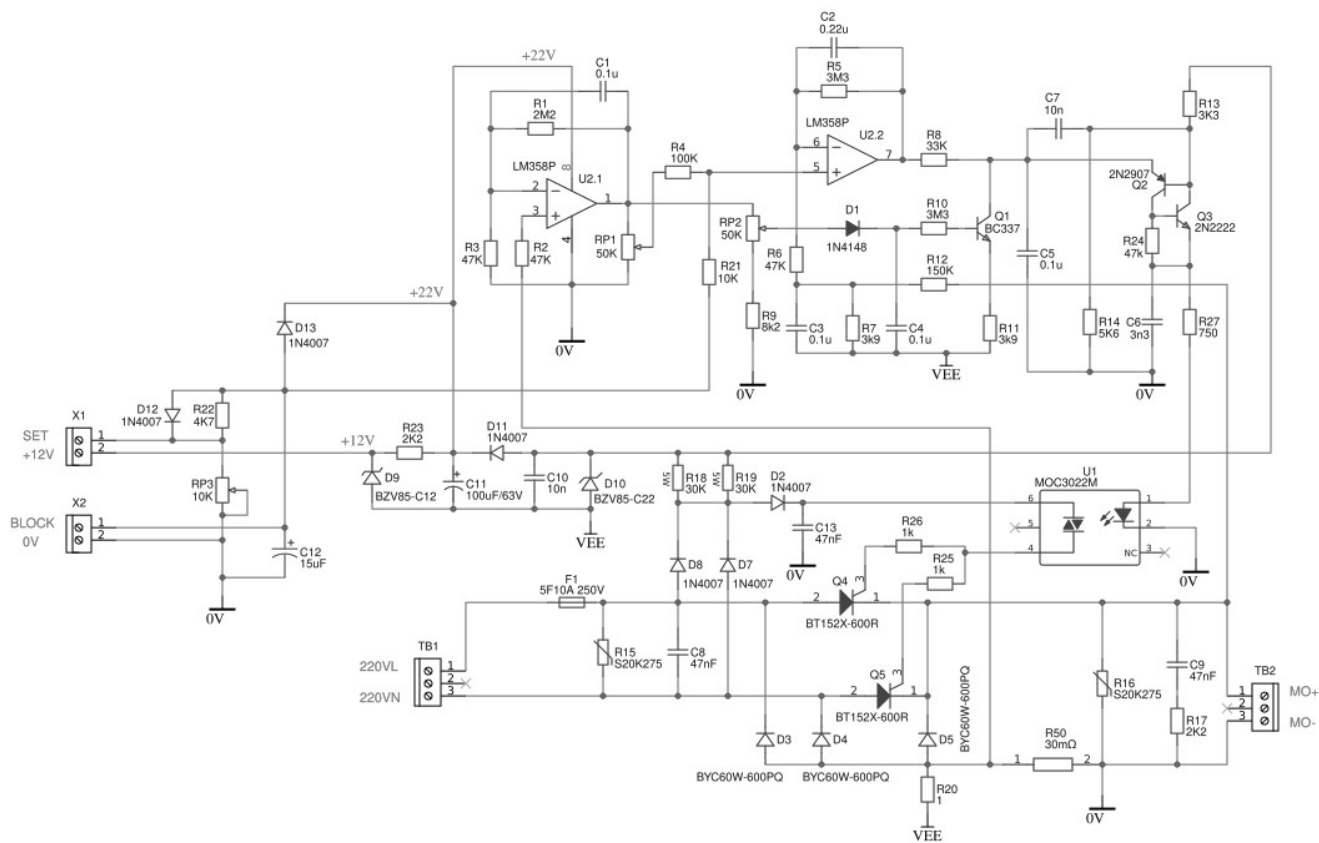 C2
0.22u
+22V
C1
0.1u
R5
3M3
C7
10n
R13
3K3
R1
2M2
LM358P
U2.2
R8
33K
R4
100K
LM358P
8
U2.1
6
5
7
2N2907
Q2
2
3
1
4
RP1
50K
RP2
50K
D1
1N4148
R10
3M3
Q1
BC337
Q3
2N2222
R3
47K
R2
47K
R24
47k
R6
47K
R12
150K
C5
0.1u
R21
10K
+22V
D13
1N4007
R9
8k2
C3
0.1u
R7
3k9
C4
0.1u
R11
3k9
R14
5K6
C6
3n3
R27
750
0V
VEE
0V
0V
D12
1N4007
R22
4K7
X1
SET
1
+12V
2
+12V
R23
2K2
D11
1N4007
D9
BZV85-C12
C11
100uF/63V
C10
10n
D10
BZV85-C22
R18
30K
5W
R19
30K
5W
D2
1N4007
U1
MOC3022M
6
5
4
1
2
NC
3
RP3
10K
X2
BLOCK
1
0V
2
C12
15uF
VEE
C13
47nF
R26
1k
R25
1k
0V
0V
D8
1N4007
D7
1N4007
Q4
2
3
1
BT152X-600R
0V
F1
5F10A 250V
TB1
220VL
1
2
220VN
3
R15
S20K275
C8
47nF
Q5
2
3
1
BT152X-600R
BYC60W-600PQ
R16
S20K275
C9
47nF
TB2
1
MO+
2
3
MO-
R17
2K2
D3
D4
D5
BYC60W-600PQ
BYC60W-600PQ
R50
30mΩ
1
2
R20
1
VEE
0V